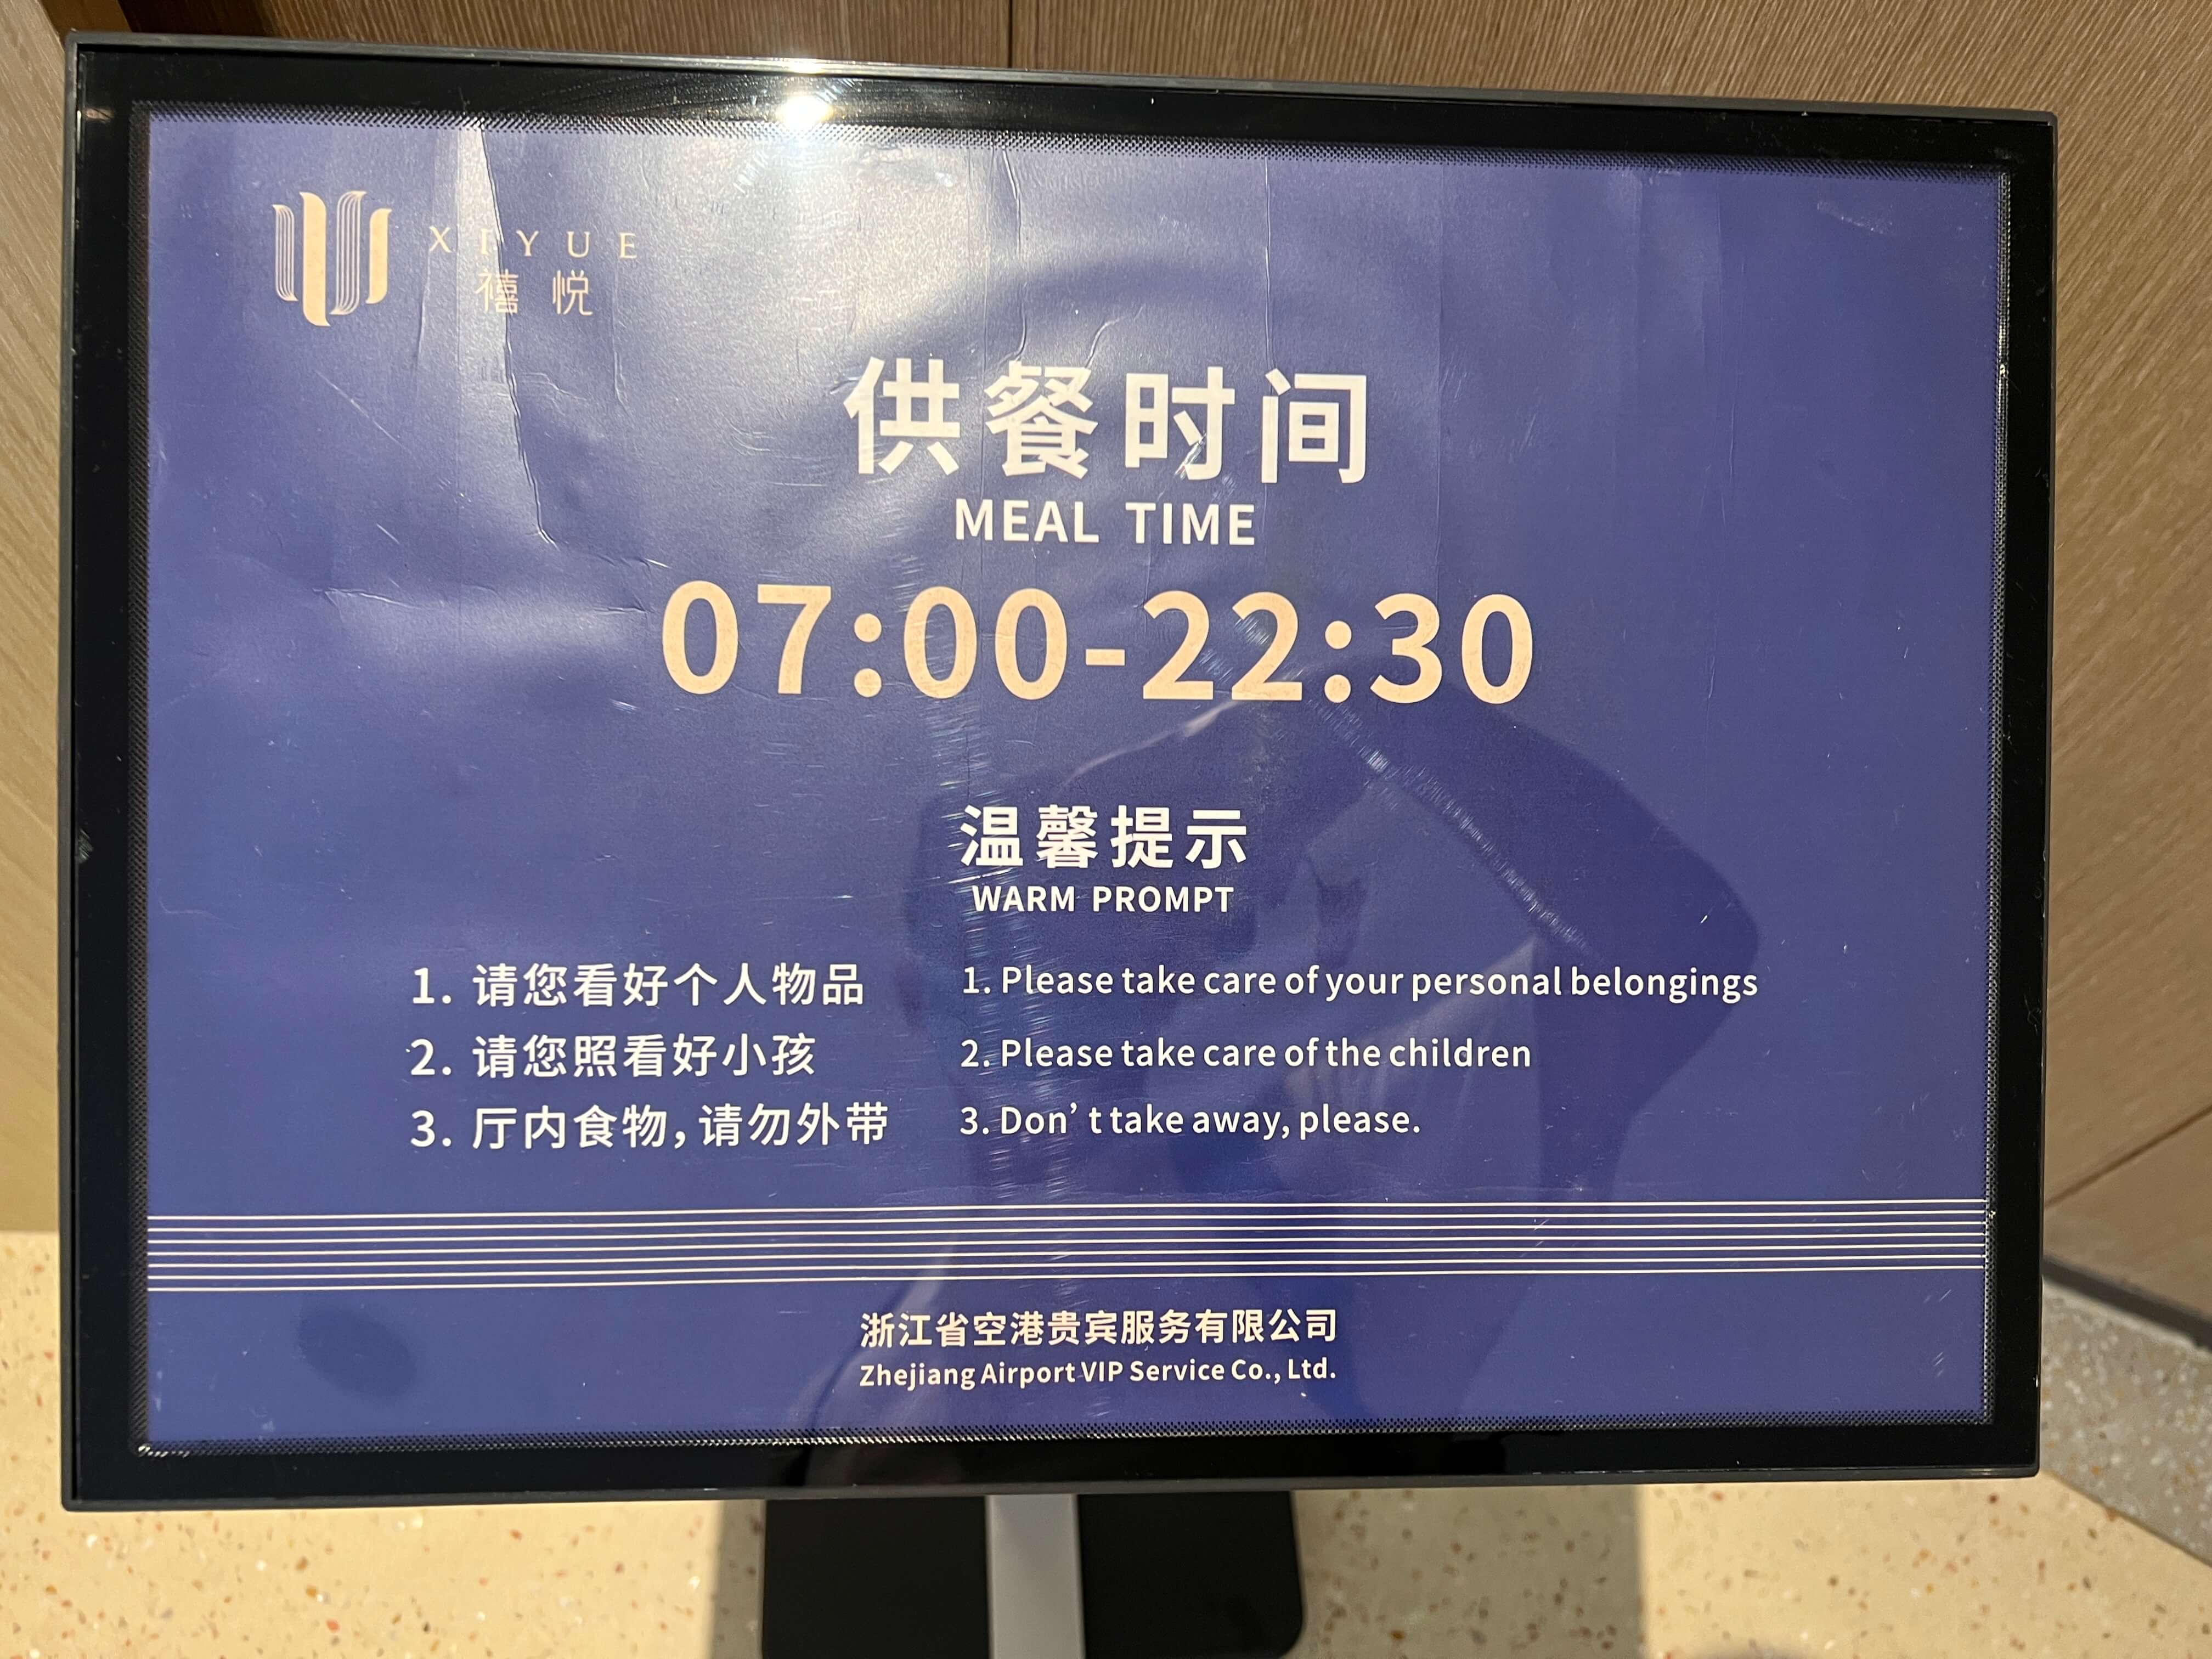 XIYUE
禧悦
供餐时间
MEAL TIME
07:00-22:30
温馨提示
WARM PROMPT
1. 请您看好个人物品
2. 请您照看好小孩
3. 厅内食物,请勿外带
1. Please take care of your personal belongings
2. Please take care of the children
3. Don't take away, please.
浙江省空港贵宾服务有限公司
Zhejiang Airport VIP Service Co., Ltd.